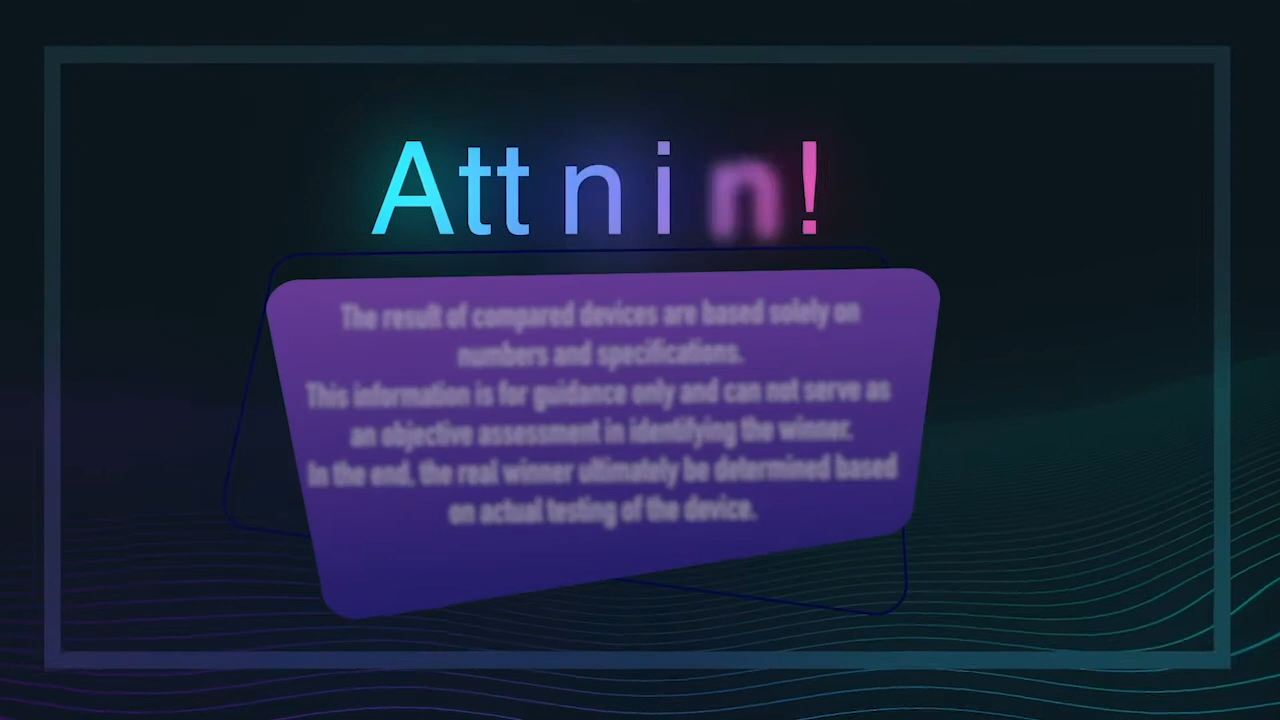 Att n i n!
The result of compared devices are based solely on
numbers and specifications.
This information is for guidance only and can not serve as
an objective assessment in identifying the winner.
In the end, the real winner ultimately be determined based
on actual testing of the device.